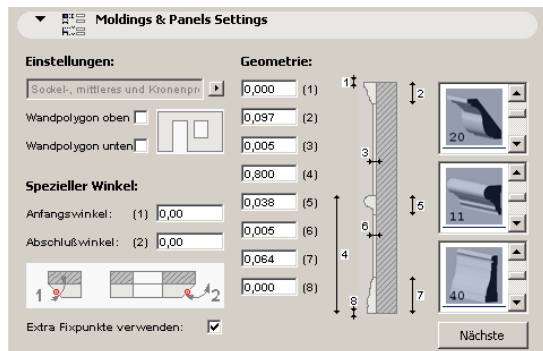 Moldings & Panels Settings
Einstellungen:
Sockel-, mittleres und Kronenpr
Wandpolygon oben
Wandpolygon unten
Spezieller Winkel:
Anfangswinkel: (1) 0,00
Abschlußwinkel: (2) 0,00
1 2
Extra Fixpunkte verwenden:
Geometrie:
0,000 (1)
0,097 (2)
0,005 (3)
0,800 (4)
0,038 (5)
0,005 (6)
0,064 (7)
0,000 (8)
1 2
3
5
6
4
7
8
20
11
40
Nächste